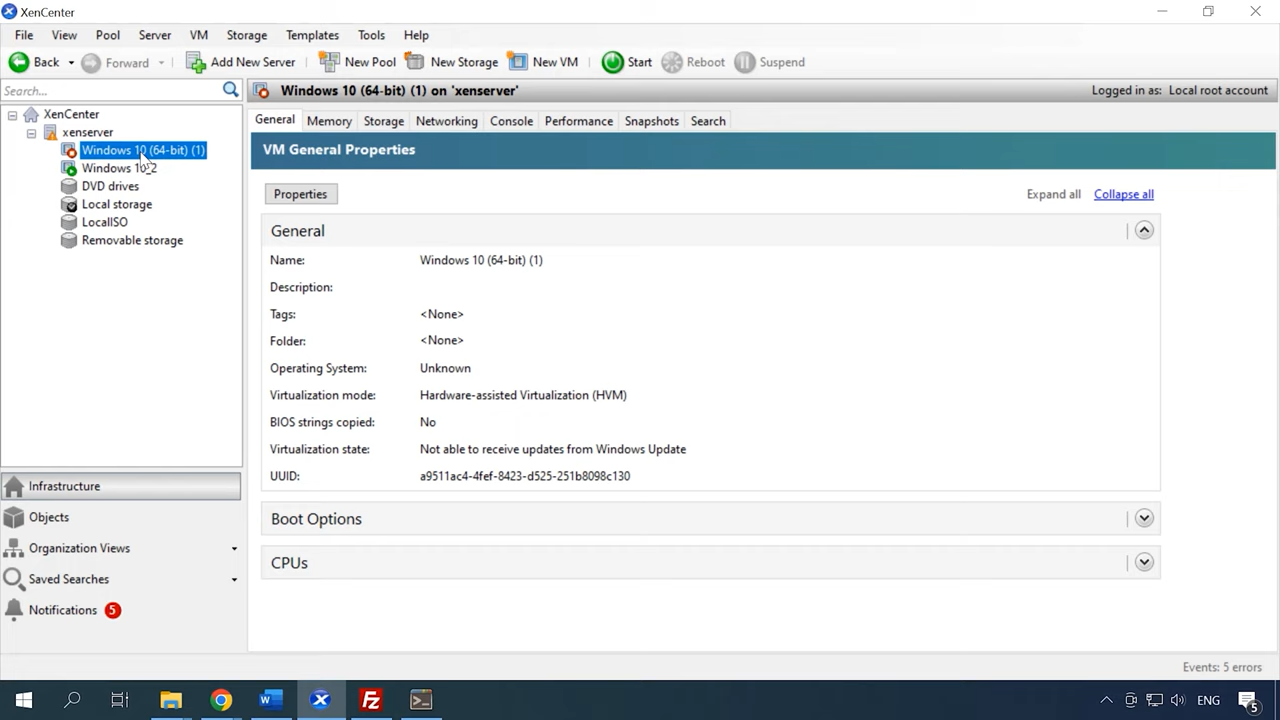 XenCenter
File View Pool Server VM Storage Templates Tools Help
Back Forward Add New Server New Pool New Storage New VM Start Reboot Suspend
Search...
Windows 10 (64-bit) (1) on 'xenserver'
Logged in as: Local root account
XenCenter
xenserver
Windows 10 (64-bit) (1)
DVD drives
Local storage
LocalISO
Removable storage
General Memory Storage Networking Console Performance Snapshots Search
VM General Properties
Properties
Expand all Collapse all
General
Name: Windows 10 (64-bit) (1)
Description:
Tags: <None>
Folder: <None>
Operating System: Unknown
Virtualization mode: Hardware-assisted Virtualization (HVM)
BIOS strings copied: No
Virtualization state: Not able to receive updates from Windows Update
UUID: a9511ac4-4fef-8423-d525-251b8098c130
Boot Options
CPUs
Infrastructure
Objects
Organization Views
Saved Searches
Notifications 5
Events: 5 errors
ENG
5